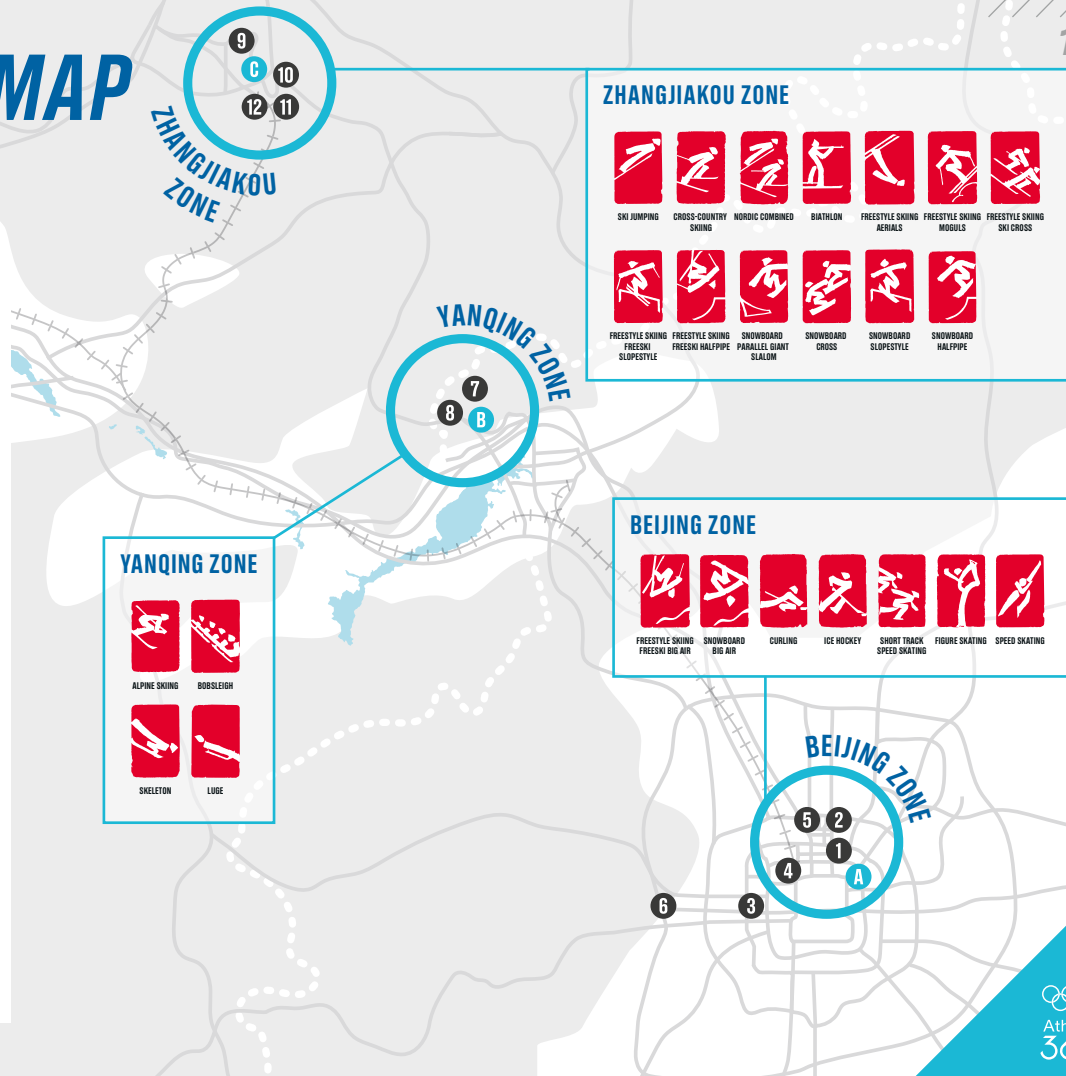 MAP
9
C
10
12
11
ZHANGJIAKOU
ZONE
ZHANGJIAKOU ZONE
SKI JUMPING
CROSS-COUNTRY
SKIING
NORDIC COMBINED
BIATHLON
FREESTYLE SKIING
AERIALS
FREESTYLE SKIING
MOGULS
FREESTYLE SKIING
SKI CROSS
FREESTYLE SKIING
FREESKI
SLOPESTYLE
FREESTYLE SKIING
FREESKI HALFPIPE
SNOWBOARD
PARALLEL GIANT
SLALOM
SNOWBOARD
CROSS
SNOWBOARD
SLOPESTYLE
SNOWBOARD
HALFPIPE
YANQING ZONE
7
8
B
YANQING ZONE
ALPINE SKIING
BOBSLEIGH
SKELETON
LUGE
BEIJING ZONE
FREESTYLE SKIING
FREESKI BIG AIR
SNOWBOARD
BIG AIR
CURLING
ICE HOCKEY
SHORT TRACK
SPEED SKATING
FIGURE SKATING
SPEED SKATING
BEIJING ZONE
5
2
1
4
A
6
3
Ath
36